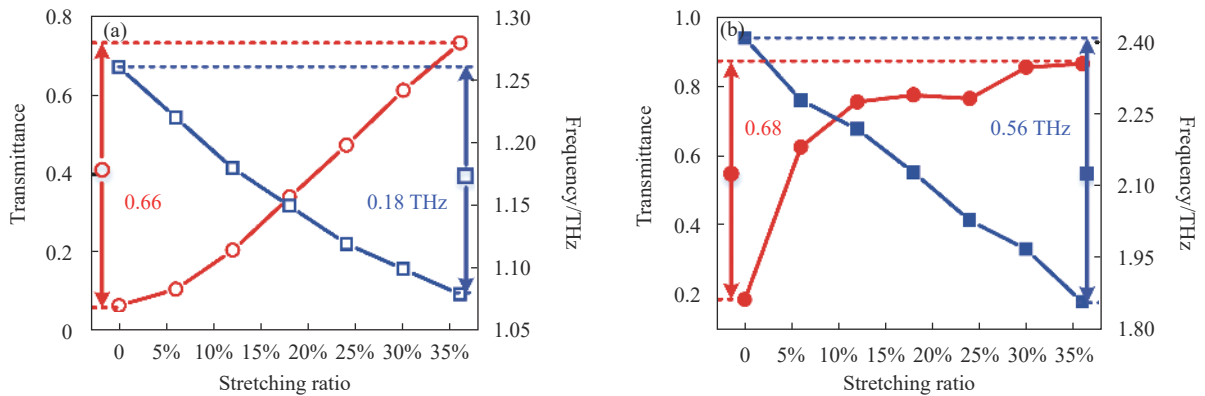 (a)
0.8
0.6
0.4
0.2
0
Transmittance
0.66
0.18 THz
1.30
1.25
1.20
1.15
1.10
1.05
Frequency/THz
0 5% 10% 15% 20% 25% 30% 35%
Stretching ratio
(b)
1.0
0.8
0.6
0.4
0.2
Transmittance
0.68
0.56 THz
2.40
2.25
2.10
1.95
1.80
Frequency/THz
0 5% 10% 15% 20% 25% 30% 35%
Stretching ratio